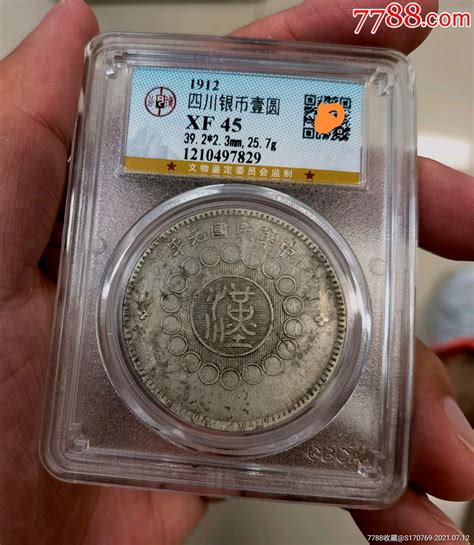 7788.com
1912
四川银币壹圆
XF 45
39.2*2.3mm, 25.7g
1210497829
★ 文物鉴定委员会监制 ★
中華民國元年
漢
7788收藏@S170769-2021.07.12